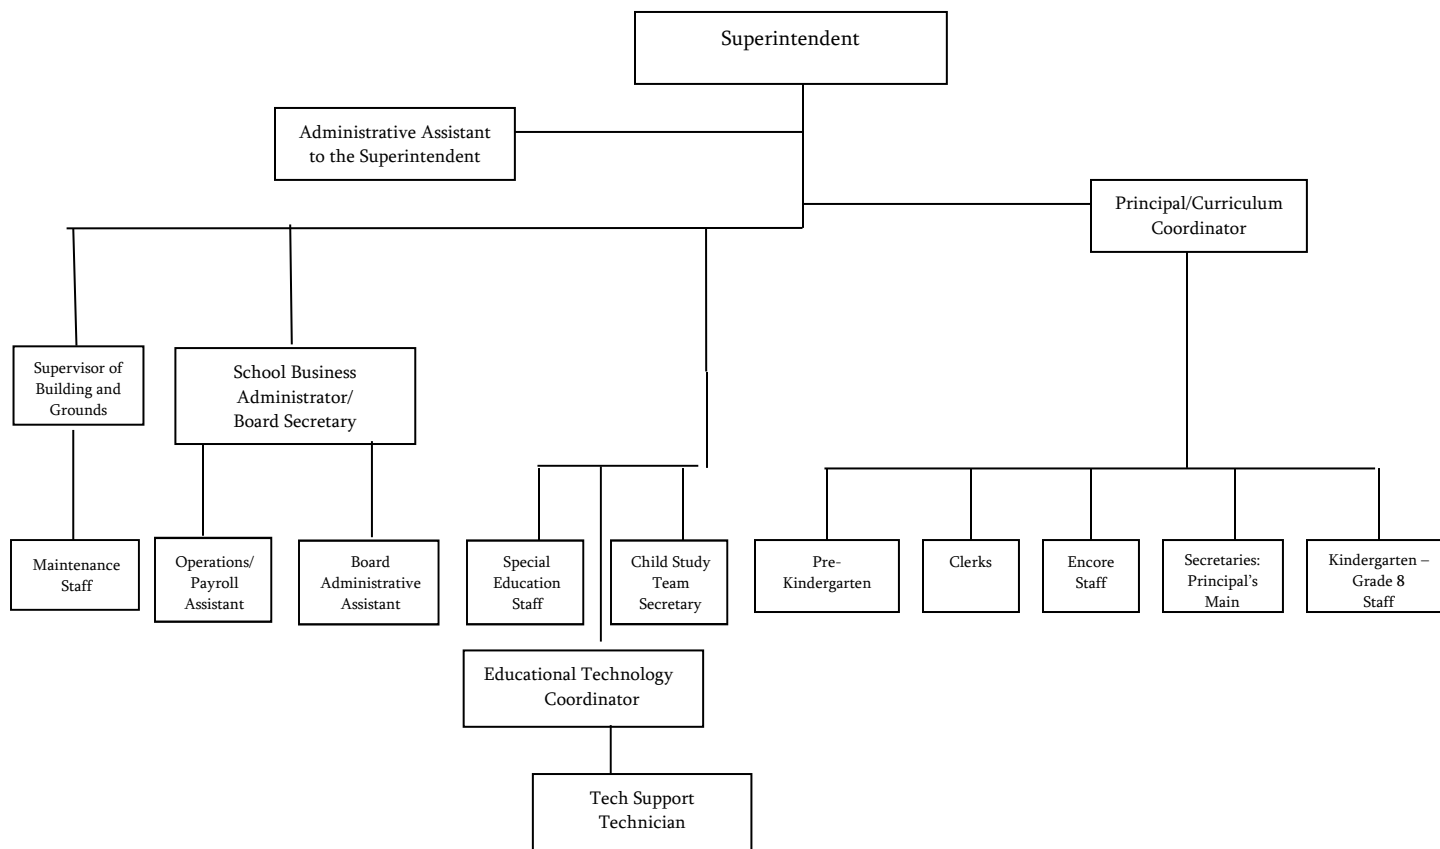 Superintendent
Administrative Assistant
to the Superintendent
Principal/Curriculum
Coordinator
Supervisor of
Building and
Grounds
School Business
Administrator/
Board Secretary
Maintenance
Staff
Operations/
Payroll
Assistant
Board
Administrative
Assistant
Special
Education
Staff
Child Study
Team
Secretary
Pre-
Kindergarten
Clerks
Encore
Staff
Secretaries:
Principal’s
Main
Kindergarten –
Grade 8
Staff
Educational Technology
Coordinator
Tech Support
Technician